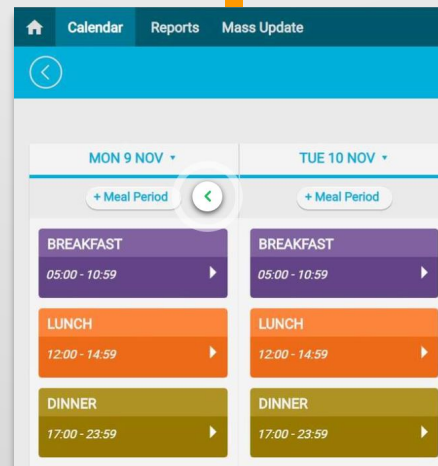 Calendar Reports Mass Update
MON 9 NOV TUE 10 NOV
+ Meal Period + Meal Period
BREAKFAST BREAKFAST
05:00 - 10:59 05:00 - 10:59
LUNCH LUNCH
12:00 - 14:59 12:00 - 14:59
DINNER DINNER
17:00 - 23:59 17:00 - 23:59